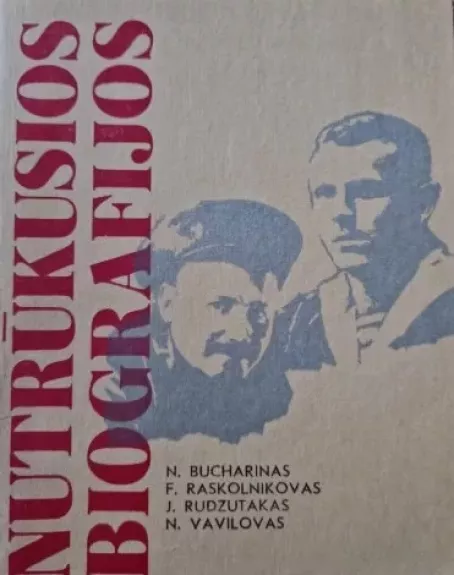 NUTRŪKUSIOS
BIOGRAFIJOS
N. BUCHARINAS
F. RASKOLNIKOVAS
J. RUDZUTAKAS
N. VAVILOVAS